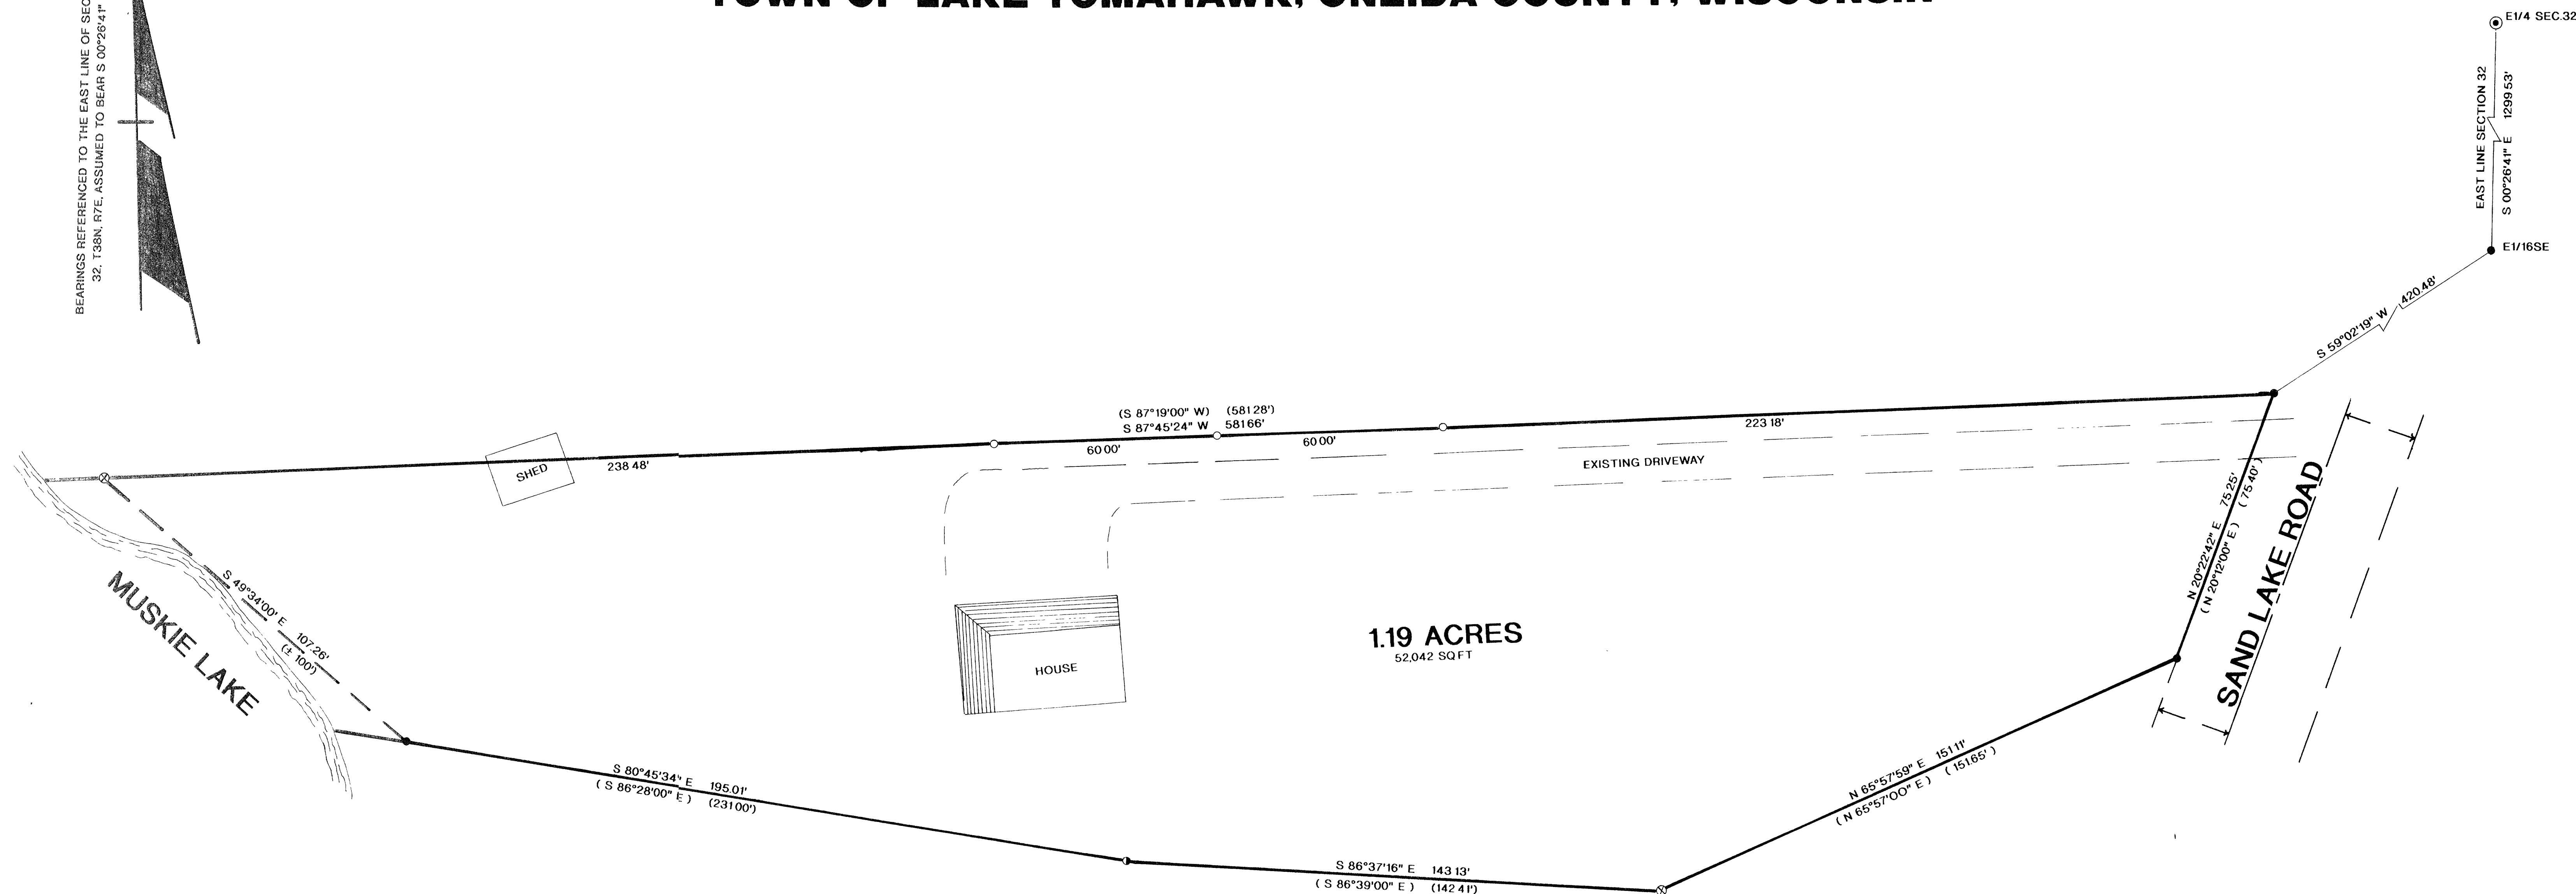 TOWN OF LAKE TOMAHAWK, ONEIDA COUNTY, WISCONSIN
BEARINGS REFERENCED TO THE EAST LINE OF SEC
32, T38N, R7E, ASSUMED TO BEAR S 00°26'41"
E1/4 SEC.32
EAST LINE SECTION 32
S 00°26'41" E 1299 53'
E1/16SE
S 59°02'19" W 420.48'
(S 87°19'00" W) (581 28')
S 87°45'24" W 581 66'
238 48'
60 00'
60 00'
223 18'
SHED
EXISTING DRIVEWAY
N 20°22'42" E 75 25'
( N 20°12'00" E ) ( 75 40' )
SAND LAKE ROAD
S 49°34'00" E 107.26'
(± 100')
MUSKIE LAKE
HOUSE
1.19 ACRES
52,042 SQ FT
S 80°45'34" E 195.01'
( S 86°28'00" E ) (231 00')
S 86°37'16" E 143 13'
( S 86°39'00" E ) (142 41')
N 65°57'59" E 151.11'
( N 65°57'00" E ) ( 151.65' )